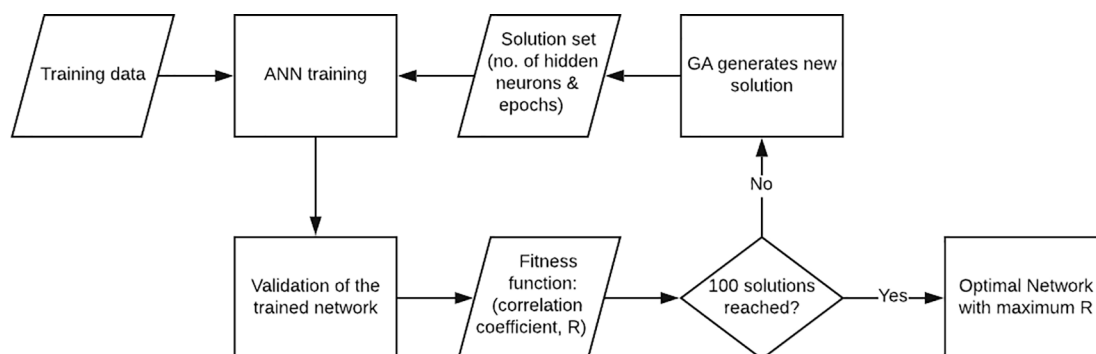 Training data
ANN training
Solution set
(no. of hidden
neurons &
epochs)
GA generates new
solution
No
Validation of the
trained network
Fitness
function:
(correlation
coefficient, R)
100 solutions
reached?
Yes
Optimal Network
with maximum R